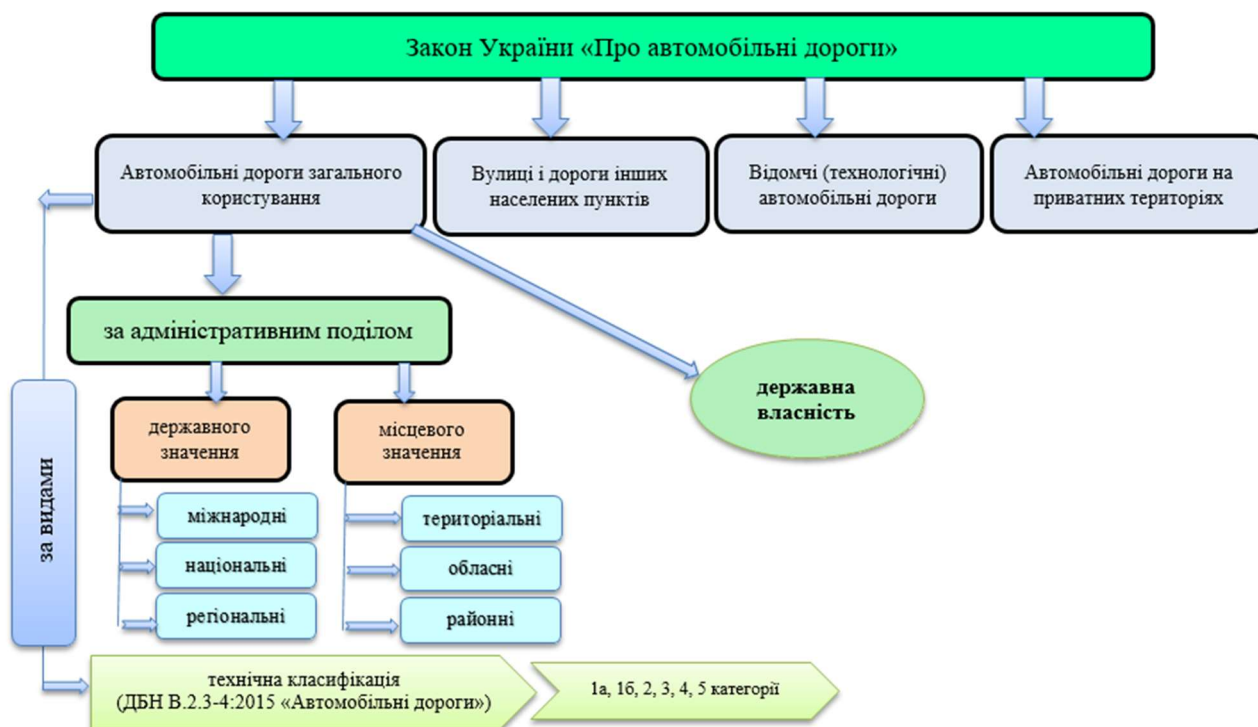 Закон України «Про автомобільні дороги»
Автомобільні дороги загального
користування
Вулиці і дороги інших
населених пунктів
Відомчі (технологічні)
автомобільні дороги
Автомобільні дороги на
приватних територіях
за адміністративним поділом
державна
власність
державного
значення
місцевого
значення
за видами
міжнародні
національні
регіональні
територіальні
обласні
районні
технічна класифікація
(ДБН В.2.3-4:2015 «Автомобільні дороги»)
1а, 1б, 2, 3, 4, 5 категорії